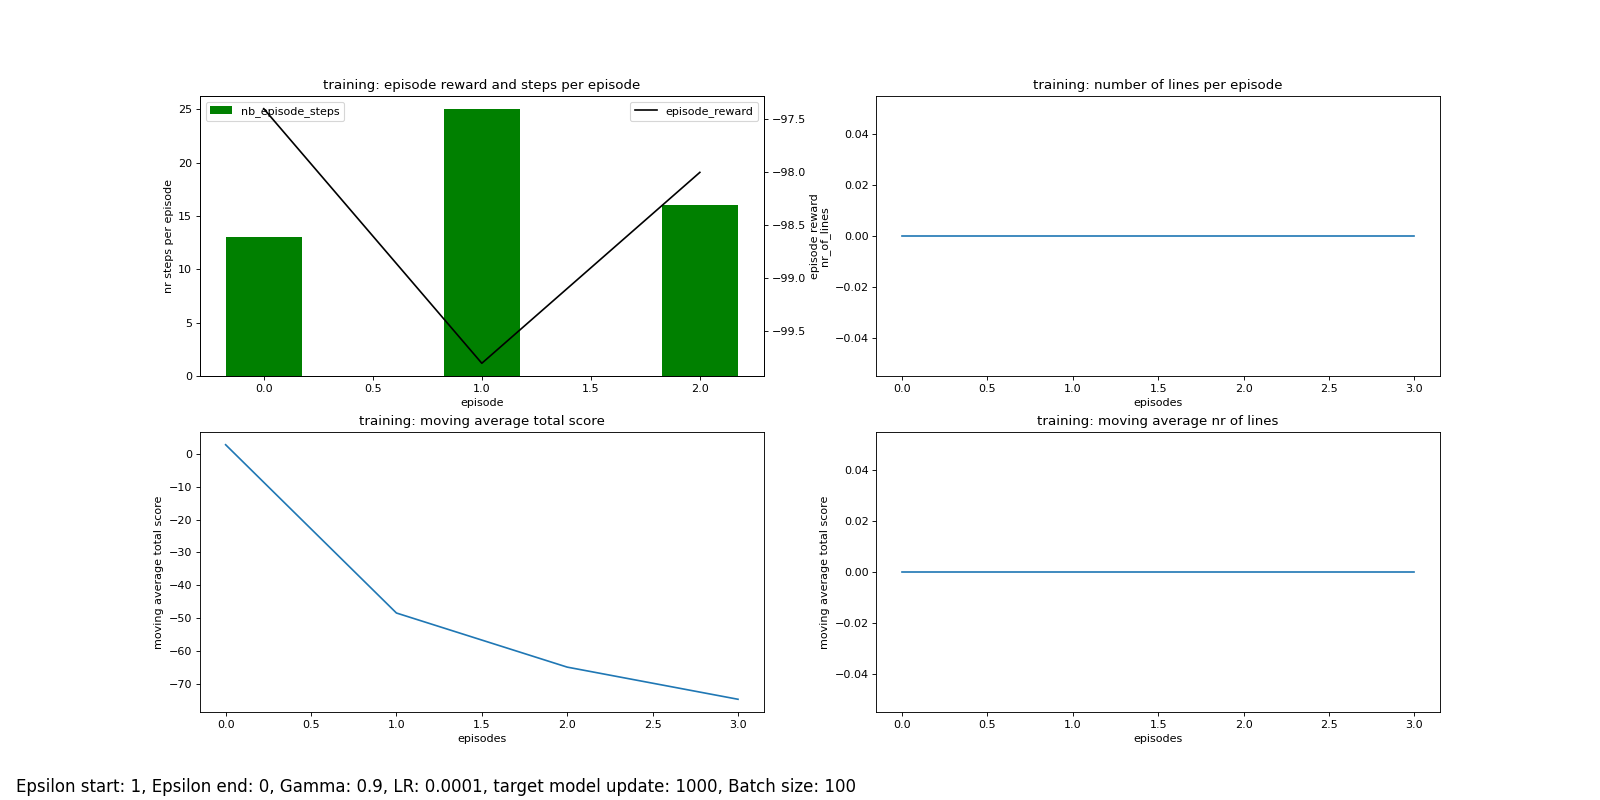 training: episode reward and steps per episode
nb_episode_steps
episode_reward
nr steps per episode
25
20
15
10
5
0
−97.5
−98.0
−98.5
−99.0
−99.5
episode reward
0.0 0.5 1.0 1.5 2.0
episode
training: number of lines per episode
nr_of_lines
0.04
0.02
0.00
−0.02
−0.04
0.0 0.5 1.0 1.5 2.0 2.5 3.0
episodes
training: moving average total score
moving average total score
0
−10
−20
−30
−40
−50
−60
−70
0.0 0.5 1.0 1.5 2.0 2.5 3.0
episodes
training: moving average nr of lines
moving average total score
0.04
0.02
0.00
−0.02
−0.04
0.0 0.5 1.0 1.5 2.0 2.5 3.0
episodes
Epsilon start: 1, Epsilon end: 0, Gamma: 0.9, LR: 0.0001, target model update: 1000, Batch size: 100